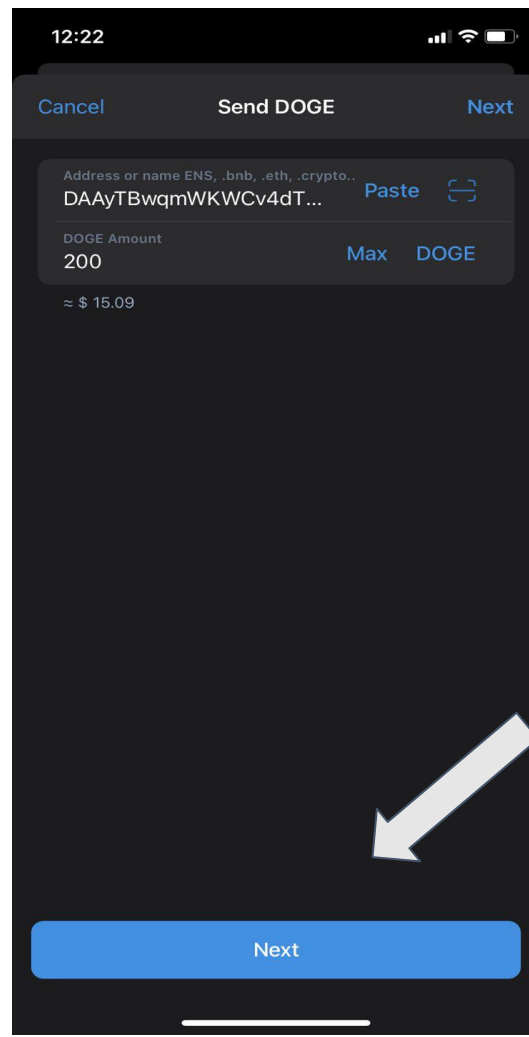 12:22
Cancel Send DOGE Next
Address or name ENS, .bnb, .eth, .crypto..
DAAyTBwqmWKWCv4dT... Paste
DOGE Amount
200 Max DOGE
≈ $ 15.09
Next